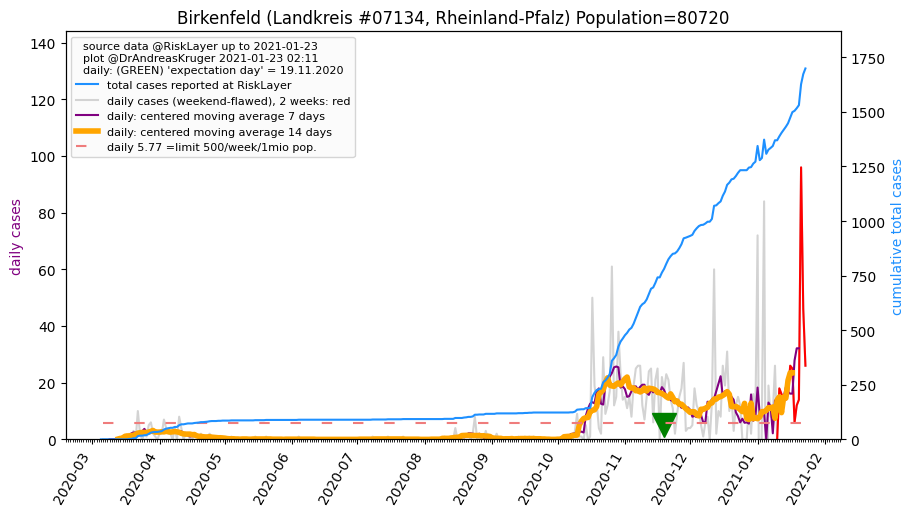 Birkenfeld (Landkreis #07134, Rheinland-Pfalz) Population=80720
source data @RiskLayer up to 2021-01-23
plot @DrAndreasKruger 2021-01-23 02:11
daily: (GREEN) 'expectation day' = 19.11.2020
total cases reported at RiskLayer
daily cases (weekend-flawed), 2 weeks: red
daily: centered moving average 7 days
daily: centered moving average 14 days
daily 5.77 =limit 500/week/1mio pop.
daily cases
140
120
100
80
60
40
20
0
cumulative total cases
1750
1500
1250
1000
750
500
250
0
2020-03
2020-04
2020-05
2020-06
2020-07
2020-08
2020-09
2020-10
2020-11
2020-12
2021-01
2021-02